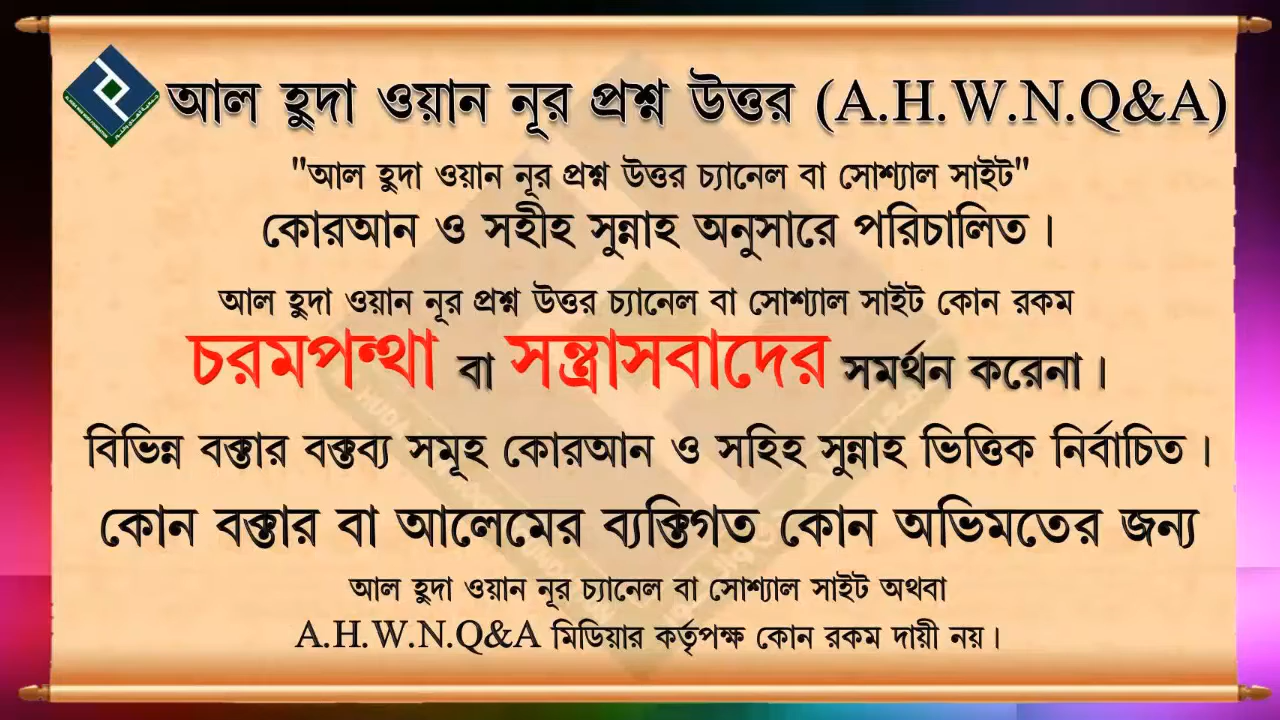 আল হুদা ওয়ান নূর প্রশ্ন উত্তর (A.H.W.N.Q&A)
"আল হুদা ওয়ান নূর প্রশ্ন উত্তর চ্যানেল বা সোশ্যাল সাইট"
কোরআন ও সহীহ সুন্নাহ অনুসারে পরিচালিত।
আল হুদা ওয়ান নূর প্রশ্ন উত্তর চ্যানেল বা সোশ্যাল সাইট কোন রকম
চরমপন্থা বা সন্ত্রাসবাদের সমর্থন করেনা।
বিভিন্ন বক্তার বক্তব্য সমূহ কোরআন ও সহিহ সুন্নাহ ভিত্তিক নির্বাচিত।
কোন বক্তার বা আলেমের ব্যক্তিগত কোন অভিমতের জন্য
আল হুদা ওয়ান নূর চ্যানেল বা সোশ্যাল সাইট অথবা
A.H.W.N.Q&A মিডিয়ার কর্তৃপক্ষ কোন রকম দায়ী নয়।